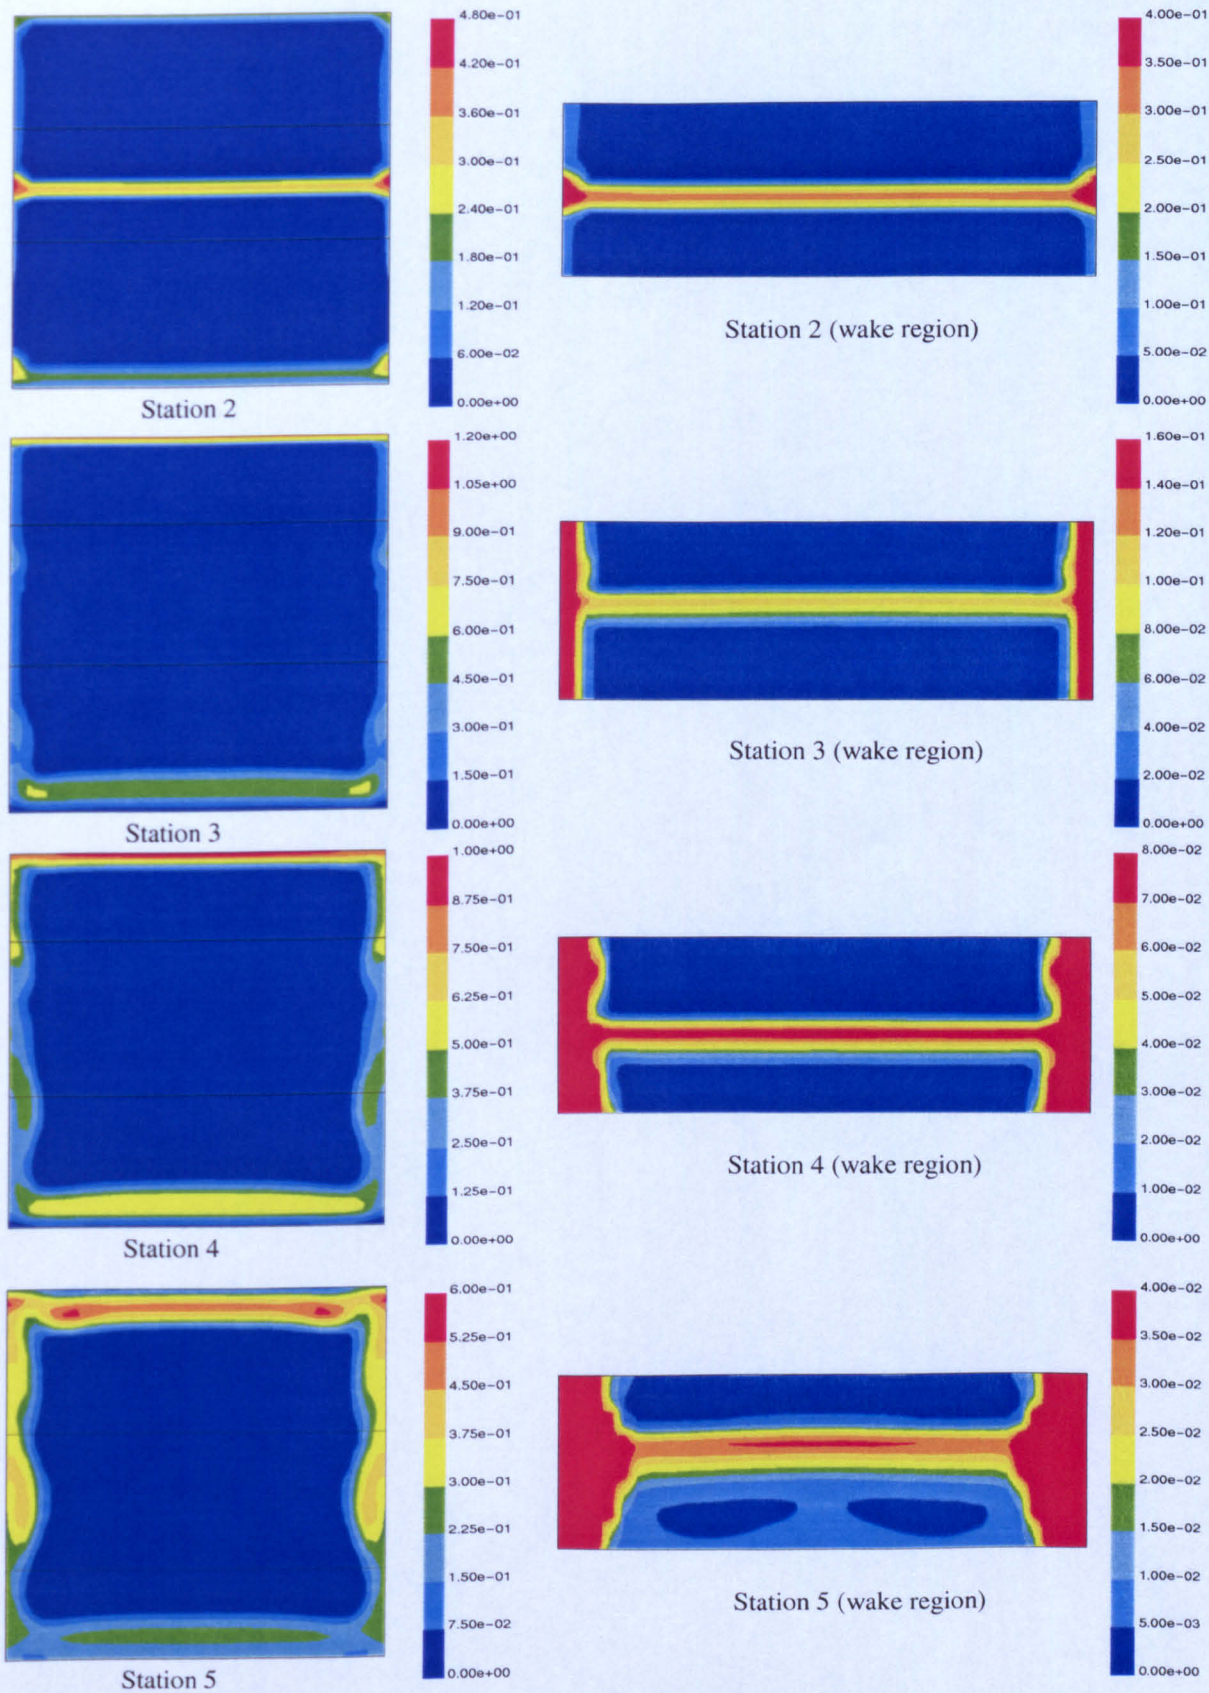 4.80e-01
4.20e-01
3.60e-01
3.00e-01
2.40e-01
1.80e-01
1.20e-01
6.00e-02
0.00e+00
Station 2
4.00e-01
3.50e-01
3.00e-01
2.50e-01
2.00e-01
1.50e-01
1.00e-01
5.00e-02
0.00e+00
Station 2 (wake region)
1.20e+00
1.05e+00
9.00e-01
7.50e-01
6.00e-01
4.50e-01
3.00e-01
1.50e-01
0.00e+00
Station 3
1.60e-01
1.40e-01
1.20e-01
1.00e-01
8.00e-02
6.00e-02
4.00e-02
2.00e-02
0.00e+00
Station 3 (wake region)
1.00e+00
8.75e-01
7.50e-01
6.25e-01
5.00e-01
3.75e-01
2.50e-01
1.25e-01
0.00e+00
Station 4
8.00e-02
7.00e-02
6.00e-02
5.00e-02
4.00e-02
3.00e-02
2.00e-02
1.00e-02
0.00e+00
Station 4 (wake region)
6.00e-01
5.25e-01
4.50e-01
3.75e-01
3.00e-01
2.25e-01
1.50e-01
7.50e-02
0.00e+00
Station 5
4.00e-02
3.50e-02
3.00e-02
2.50e-02
2.00e-02
1.50e-02
1.00e-02
5.00e-03
0.00e+00
Station 5 (wake region)